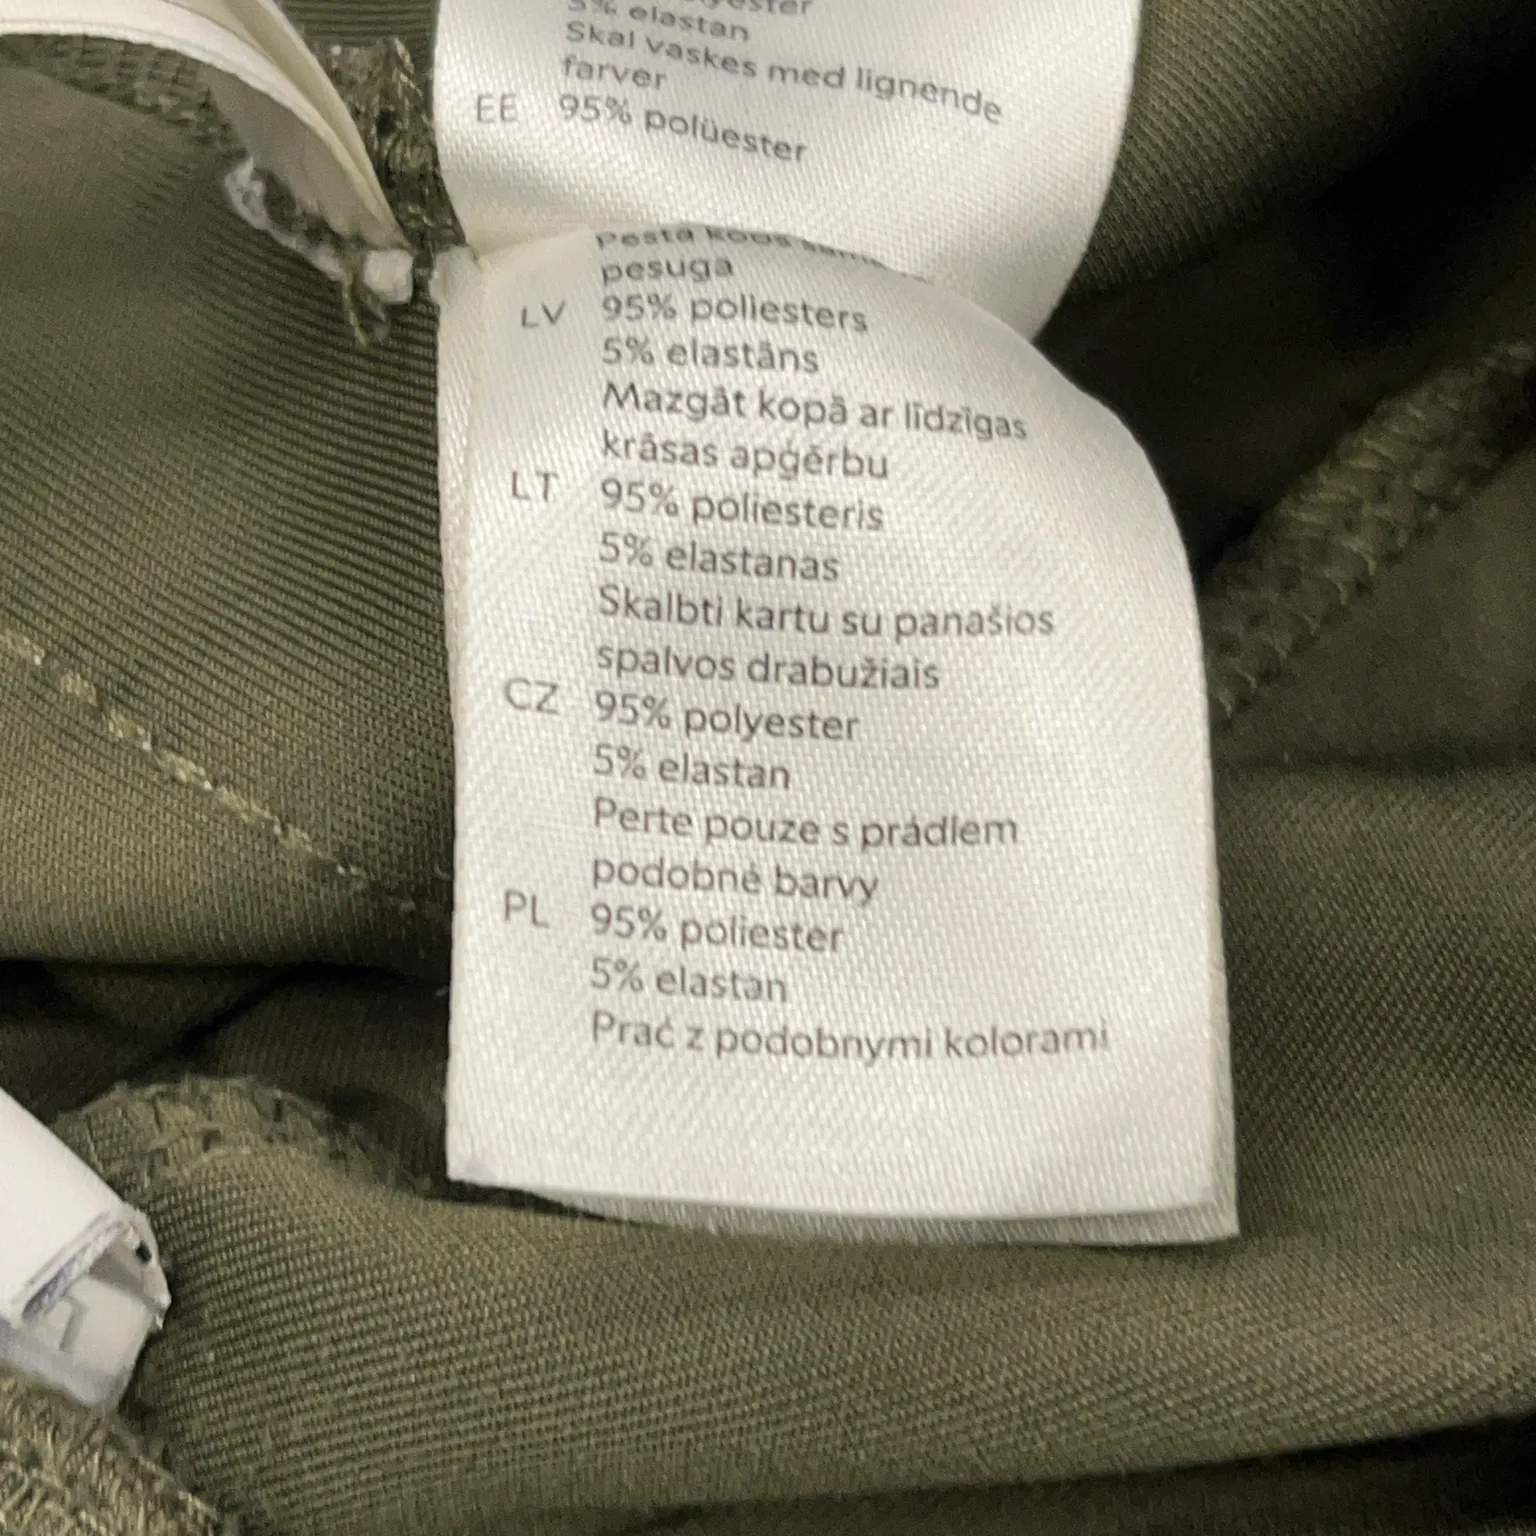 5% elastan
Skal vaskes med lignende
farver
EE 95% polüester
Pesta koos
pesuga
LV 95% poliesters
5% elastāns
Mazgāt kopā ar līdzīgas
krāsas apģērbu
LT 95% poliesteris
5% elastanas
Skalbti kartu su panašios
spalvos drabužiais
CZ 95% polyester
5% elastan
Perte pouze s prádlem
podobné barvy
PL 95% poliester
5% elastan
Prać z podobnymi kolorami